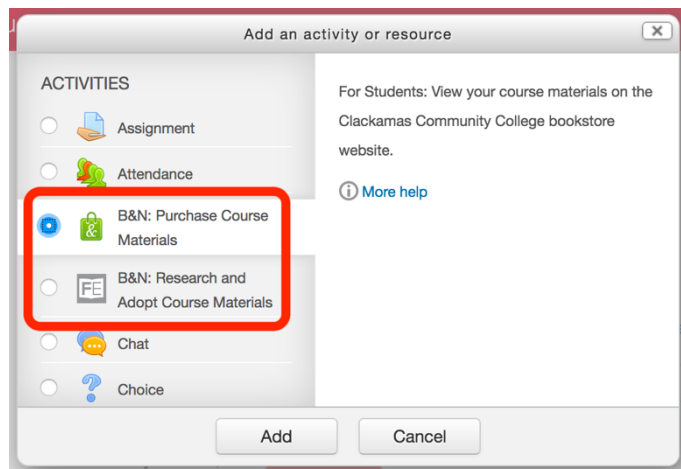 Add an activity or resource
ACTIVITIES
Assignment
Attendance
B&N: Purchase Course
Materials
FE
B&N: Research and
Adopt Course Materials
Chat
Choice
For Students: View your course materials on the
Clackamas Community College bookstore
website.
More help
Add
Cancel